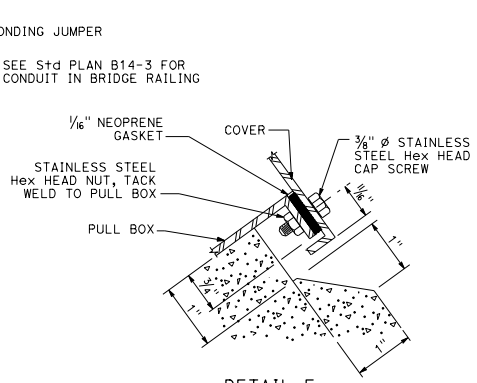 ONDING JUMPER
SEE Std PLAN B14-3 FOR
CONDUIT IN BRIDGE RAILING
1/16" NEOPRENE
GASKET
COVER
3/8" Ø STAINLESS
STEEL Hex HEAD
CAP SCREW
STAINLESS STEEL
Hex HEAD NUT, TACK
WELD TO PULL BOX
PULL BOX
11/16"
1"
3/4"
1"
1"